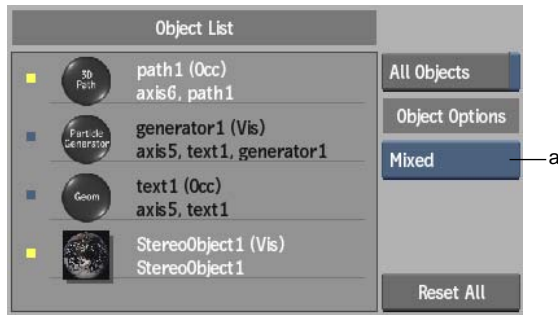 Object List
3D
Path
path1 (Occ)
axis6, path1
Particle
Generator
generator1 (Vis)
axis5, text1, generator1
Geom
text1 (Occ)
axis5, text1
StereoObject1 (Vis)
StereoObject1
All Objects
Object Options
Mixed
a
Reset All